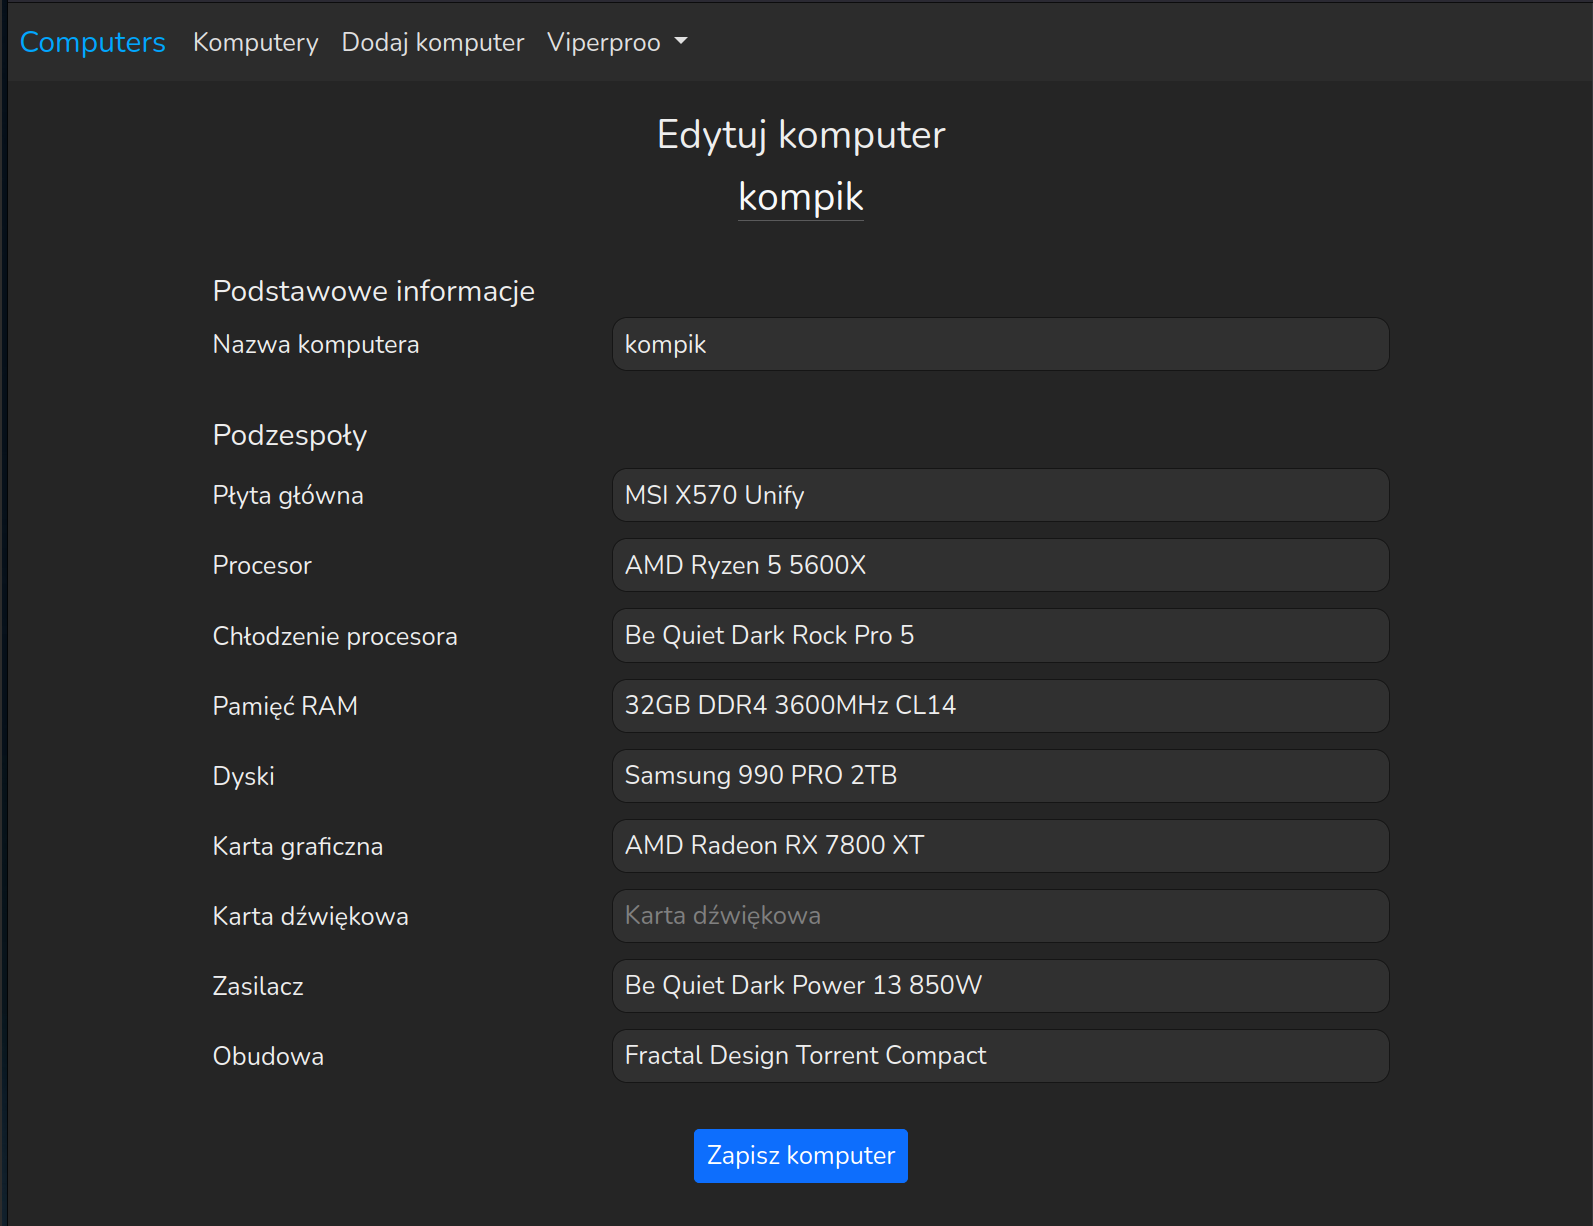 Computers Komputery Dodaj komputer Viperproo
Edytuj komputer
kompik
Podstawowe informacje
Nazwa komputera kompik
Podzespoły
Płyta główna MSI X570 Unify
Procesor AMD Ryzen 5 5600X
Chłodzenie procesora Be Quiet Dark Rock Pro 5
Pamięć RAM 32GB DDR4 3600MHz CL14
Dyski Samsung 990 PRO 2TB
Karta graficzna AMD Radeon RX 7800 XT
Karta dźwiękowa Karta dźwiękowa
Zasilacz Be Quiet Dark Power 13 850W
Obudowa Fractal Design Torrent Compact
Zapisz komputer